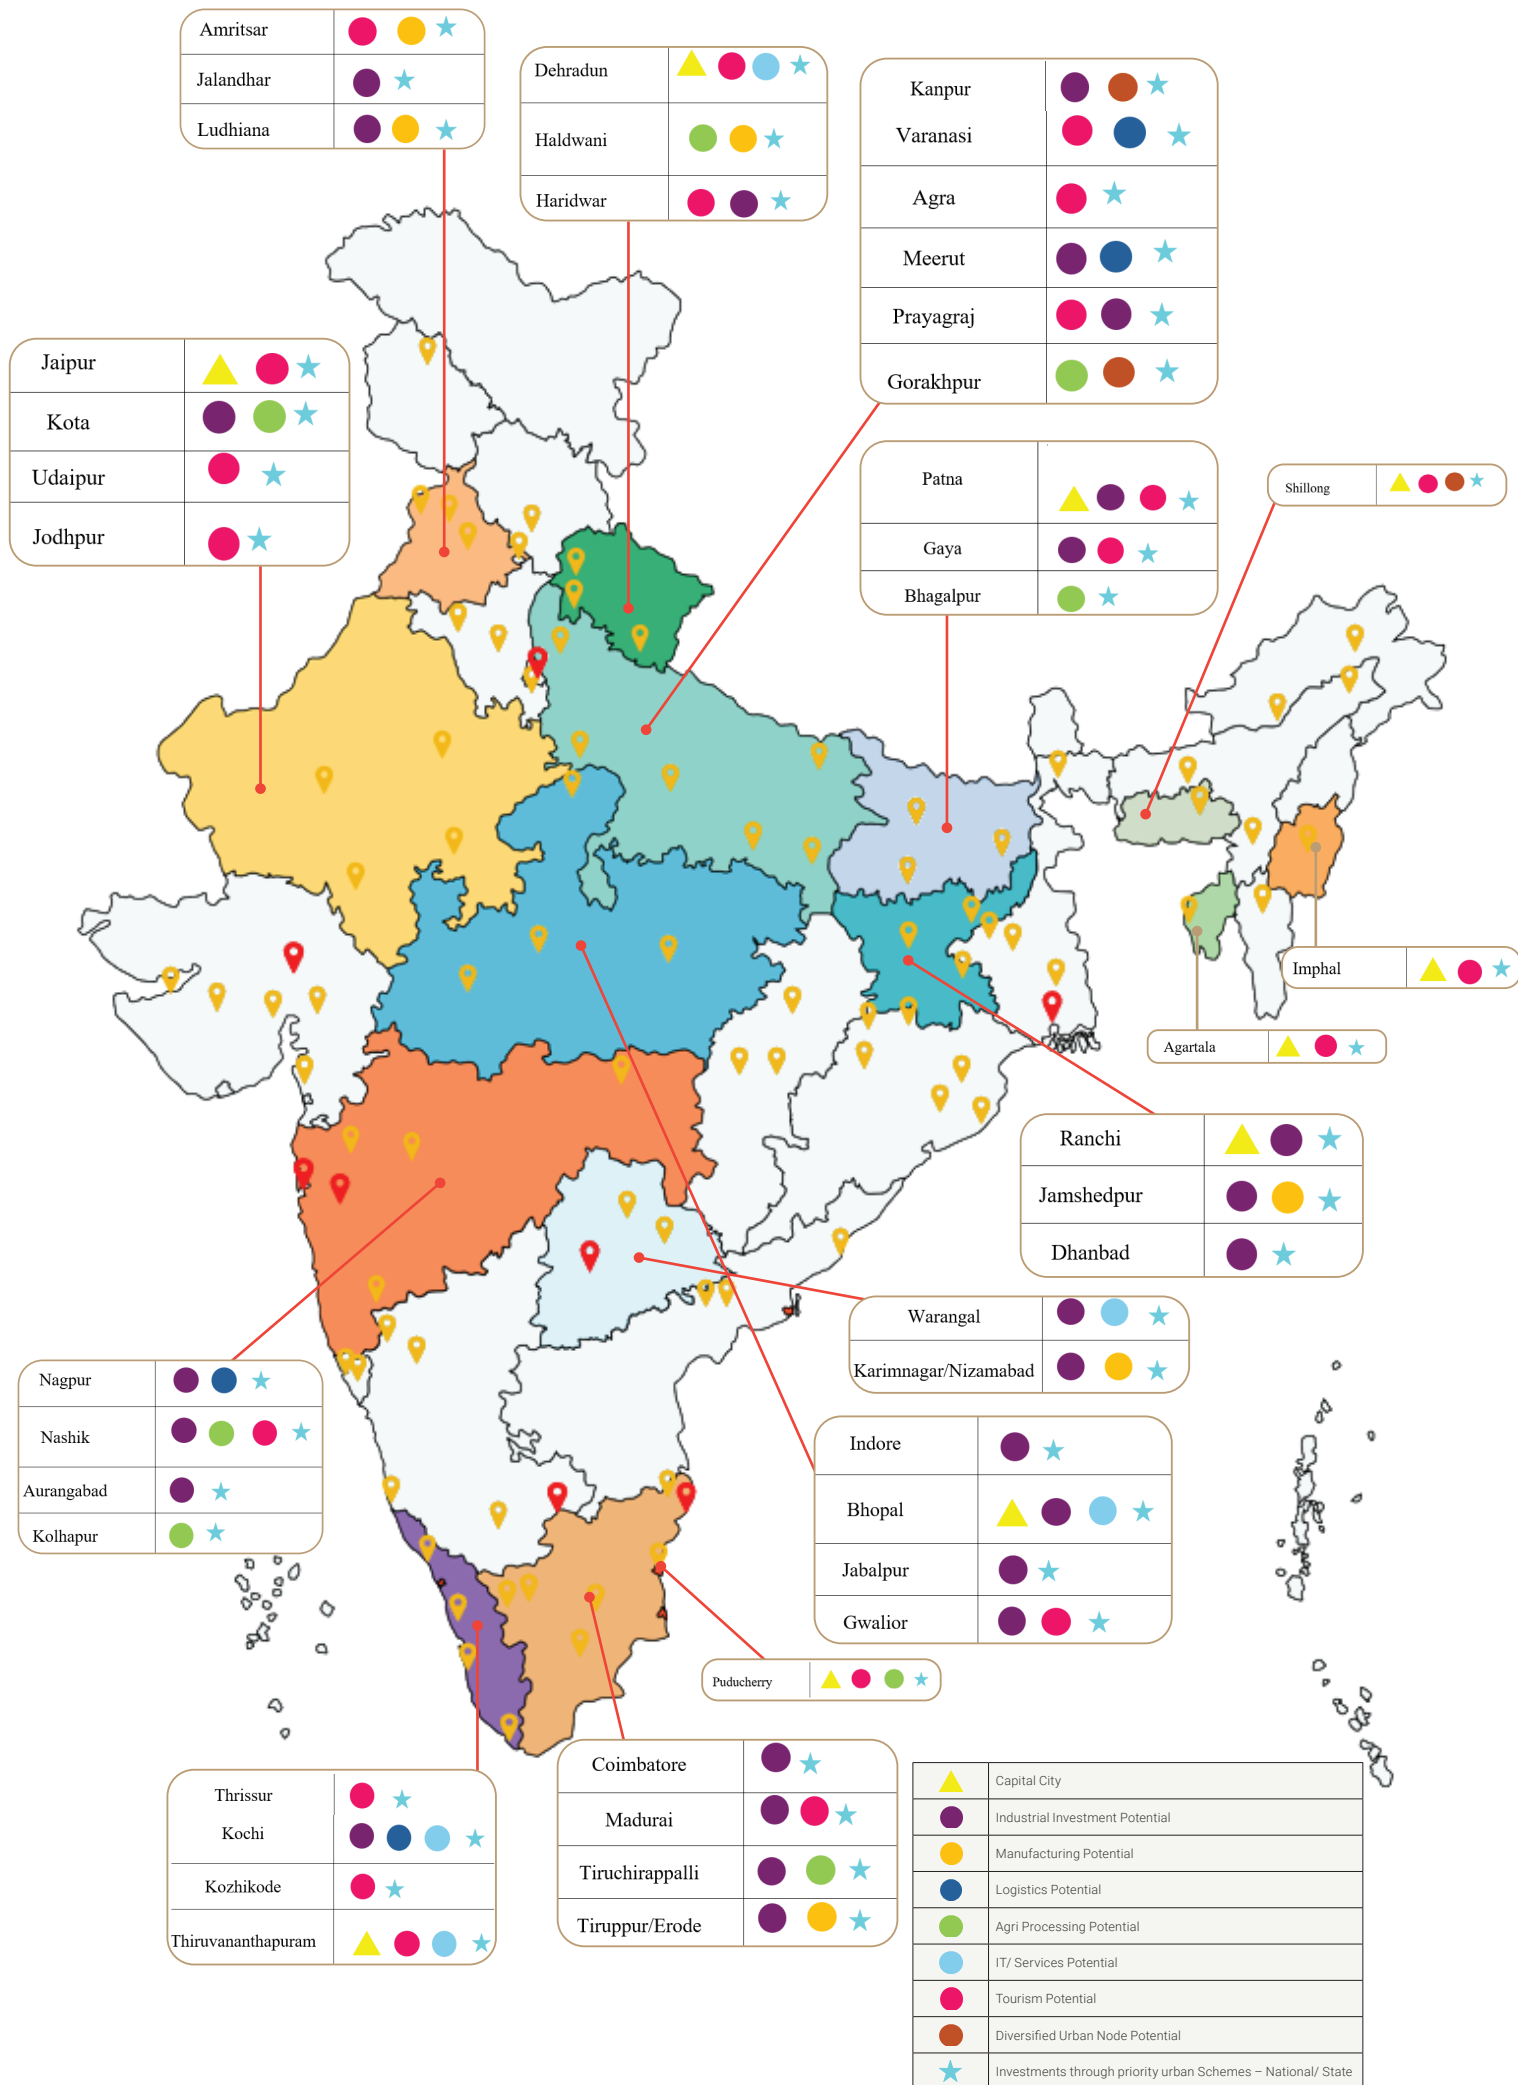 Amritsar
Jalandhar
Ludhiana
Dehradun
Haldwani
Haridwar
Kanpur
Varanasi
Agra
Meerut
Prayagraj
Gorakhpur
Jaipur
Kota
Udaipur
Jodhpur
Patna
Gaya
Bhagalpur
Shillong
Imphal
Agartala
Ranchi
Jamshedpur
Dhanbad
Warangal
Karimnagar/Nizamabad
Nagpur
Nashik
Aurangabad
Kolhapur
Indore
Bhopal
Jabalpur
Gwalior
Puducherry
Thrissur
Kochi
Kozhikode
Thiruvananthapuram
Coimbatore
Madurai
Tiruchirappalli
Tiruppur/Erode
Capital City
Industrial Investment Potential
Manufacturing Potential
Logistics Potential
Agri Processing Potential
IT/ Services Potential
Tourism Potential
Diversified Urban Node Potential
Investments through priority urban Schemes – National/ State